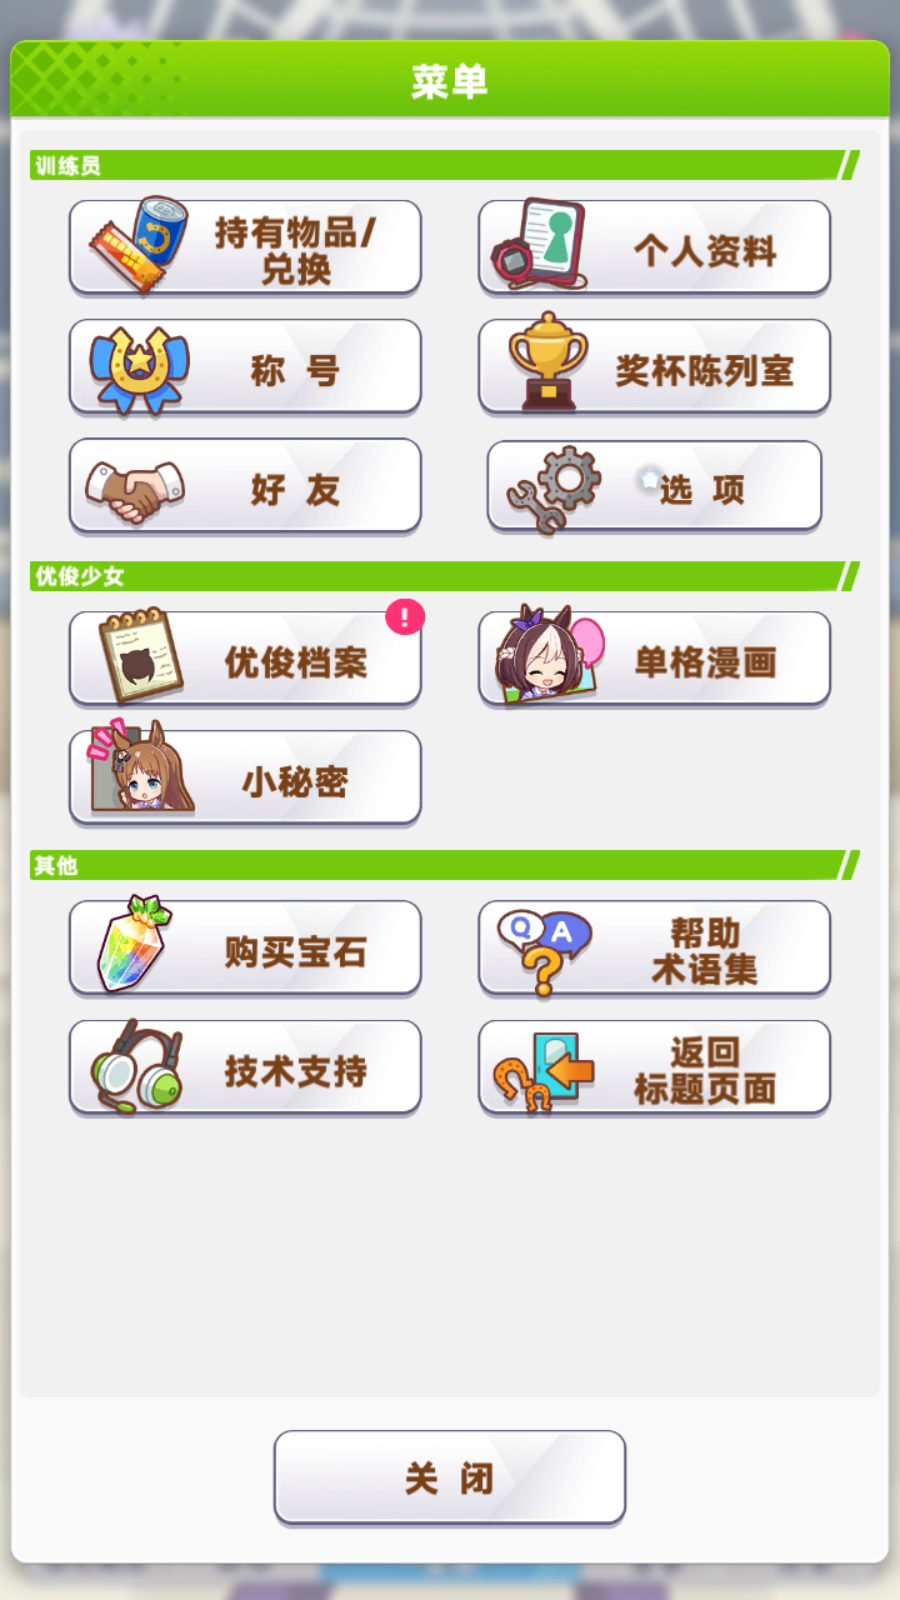 菜单
训练员
持有物品/
兑换
个人资料
称 号
奖杯陈列室
好 友
选 项
优俊少女
!
优俊档案
单格漫画
小秘密
其他
购买宝石
Q A
?
帮助
术语集
技术支持
返回
标题页面
关 闭